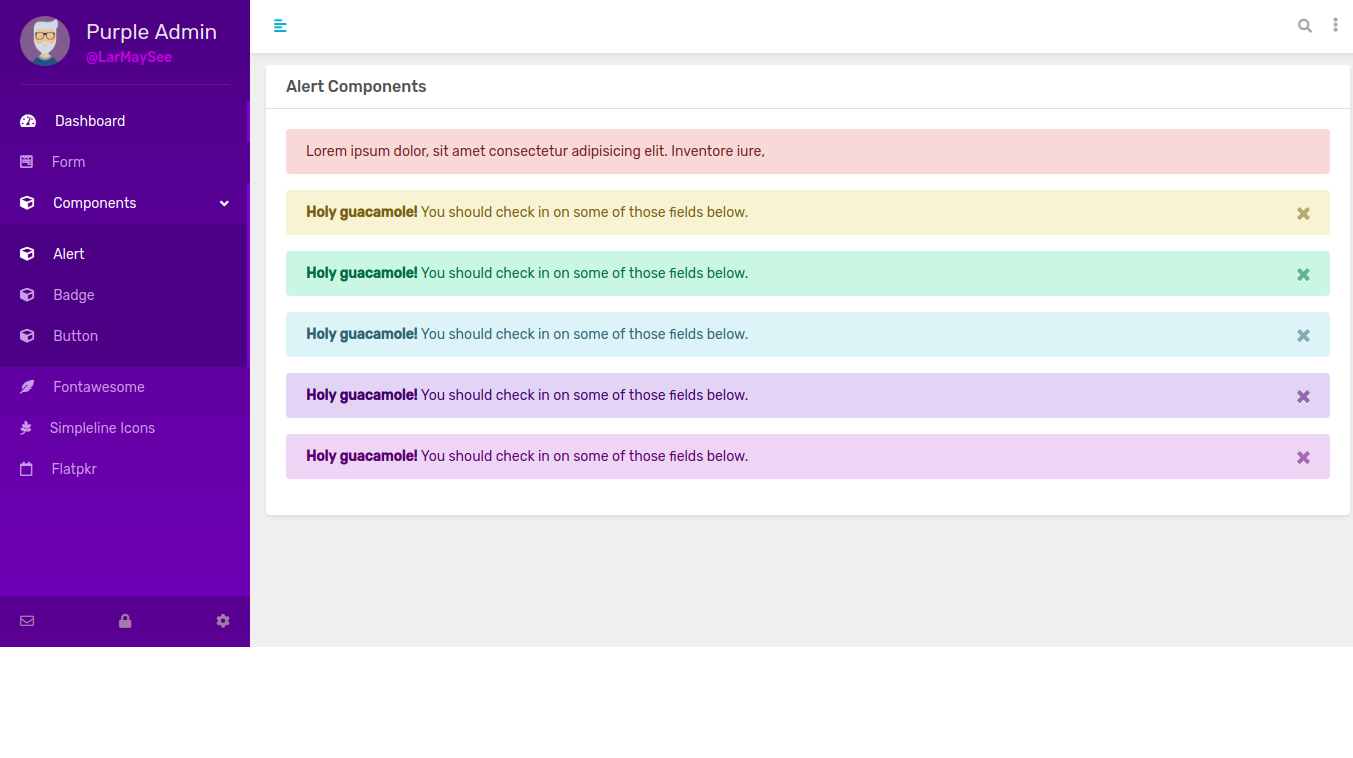 Purple Admin
@LarMaySee
Dashboard
Form
Components
Alert
Badge
Button
Fontawesome
Simpleline Icons
Flatpkr
Alert Components
Lorem ipsum dolor, sit amet consectetur adipisicing elit. Inventore iure,
Holy guacamole! You should check in on some of those fields below.
Holy guacamole! You should check in on some of those fields below.
Holy guacamole! You should check in on some of those fields below.
Holy guacamole! You should check in on some of those fields below.
Holy guacamole! You should check in on some of those fields below.